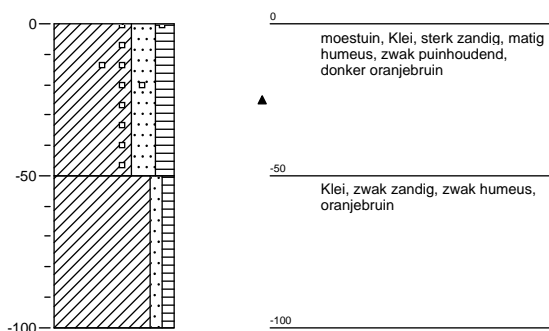 0
-50
-100
0
moestuin, Klei, sterk zandig, matig
humeus, zwak puinhoudend,
donker oranjebruin
-50
Klei, zwak zandig, zwak humeus,
oranjebruin
-100